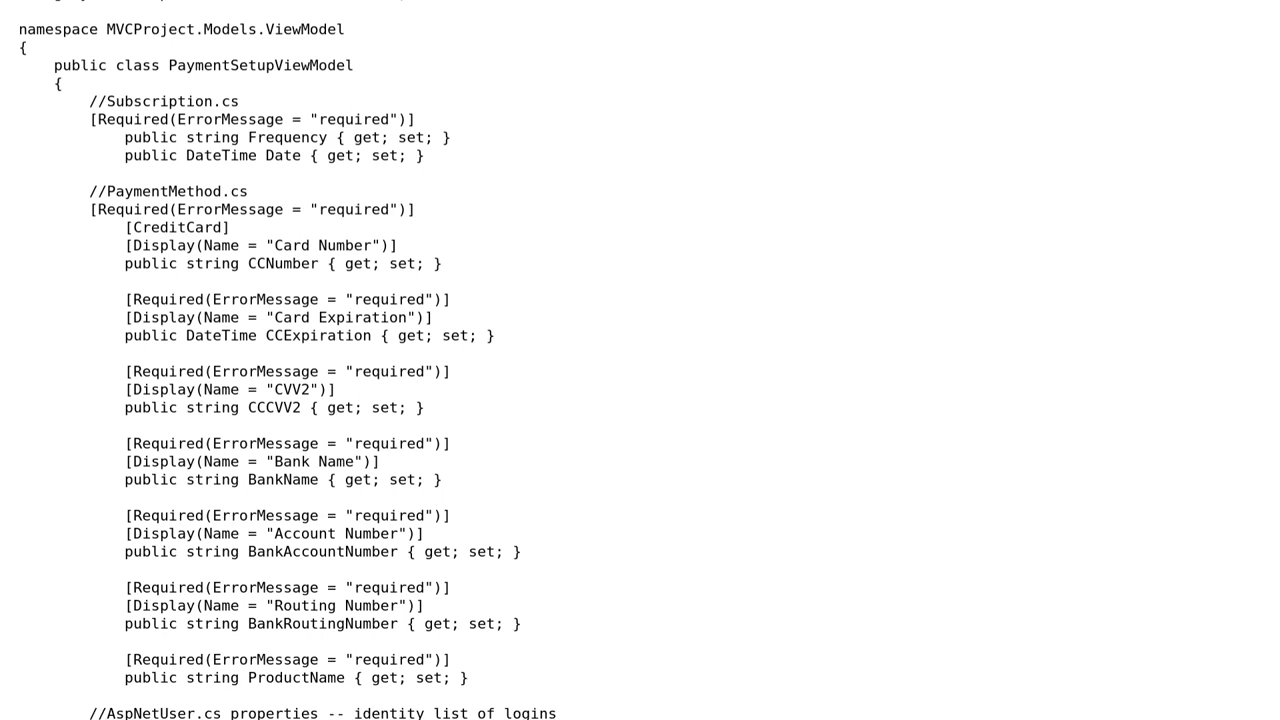 namespace MVCProject.Models.ViewModel
{
    public class PaymentSetupViewModel
    {
        //Subscription.cs
        [Required(ErrorMessage = "required")]
            public string Frequency { get; set; }
            public DateTime Date { get; set; }

        //PaymentMethod.cs
        [Required(ErrorMessage = "required")]
            [CreditCard]
            [Display(Name = "Card Number")]
            public string CCNumber { get; set; }

            [Required(ErrorMessage = "required")]
            [Display(Name = "Card Expiration")]
            public DateTime CCExpiration { get; set; }

            [Required(ErrorMessage = "required")]
            [Display(Name = "CVV2")]
            public string CCCVV2 { get; set; }

            [Required(ErrorMessage = "required")]
            [Display(Name = "Bank Name")]
            public string BankName { get; set; }

            [Required(ErrorMessage = "required")]
            [Display(Name = "Account Number")]
            public string BankAccountNumber { get; set; }

            [Required(ErrorMessage = "required")]
            [Display(Name = "Routing Number")]
            public string BankRoutingNumber { get; set; }

            [Required(ErrorMessage = "required")]
            public string ProductName { get; set; }

        //AspNetUser.cs properties -- identity list of logins